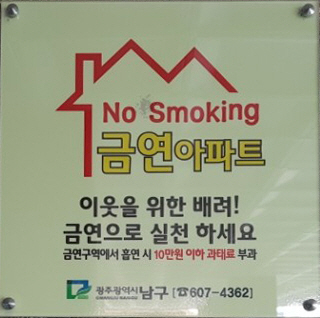 No Smoking
금연아파트
이웃을 위한 배려!
금연으로 실천 하세요
금연구역에서 흡연 시 10만원 이하 과태료 부과
광주광역시 남구 [☎607-4362]